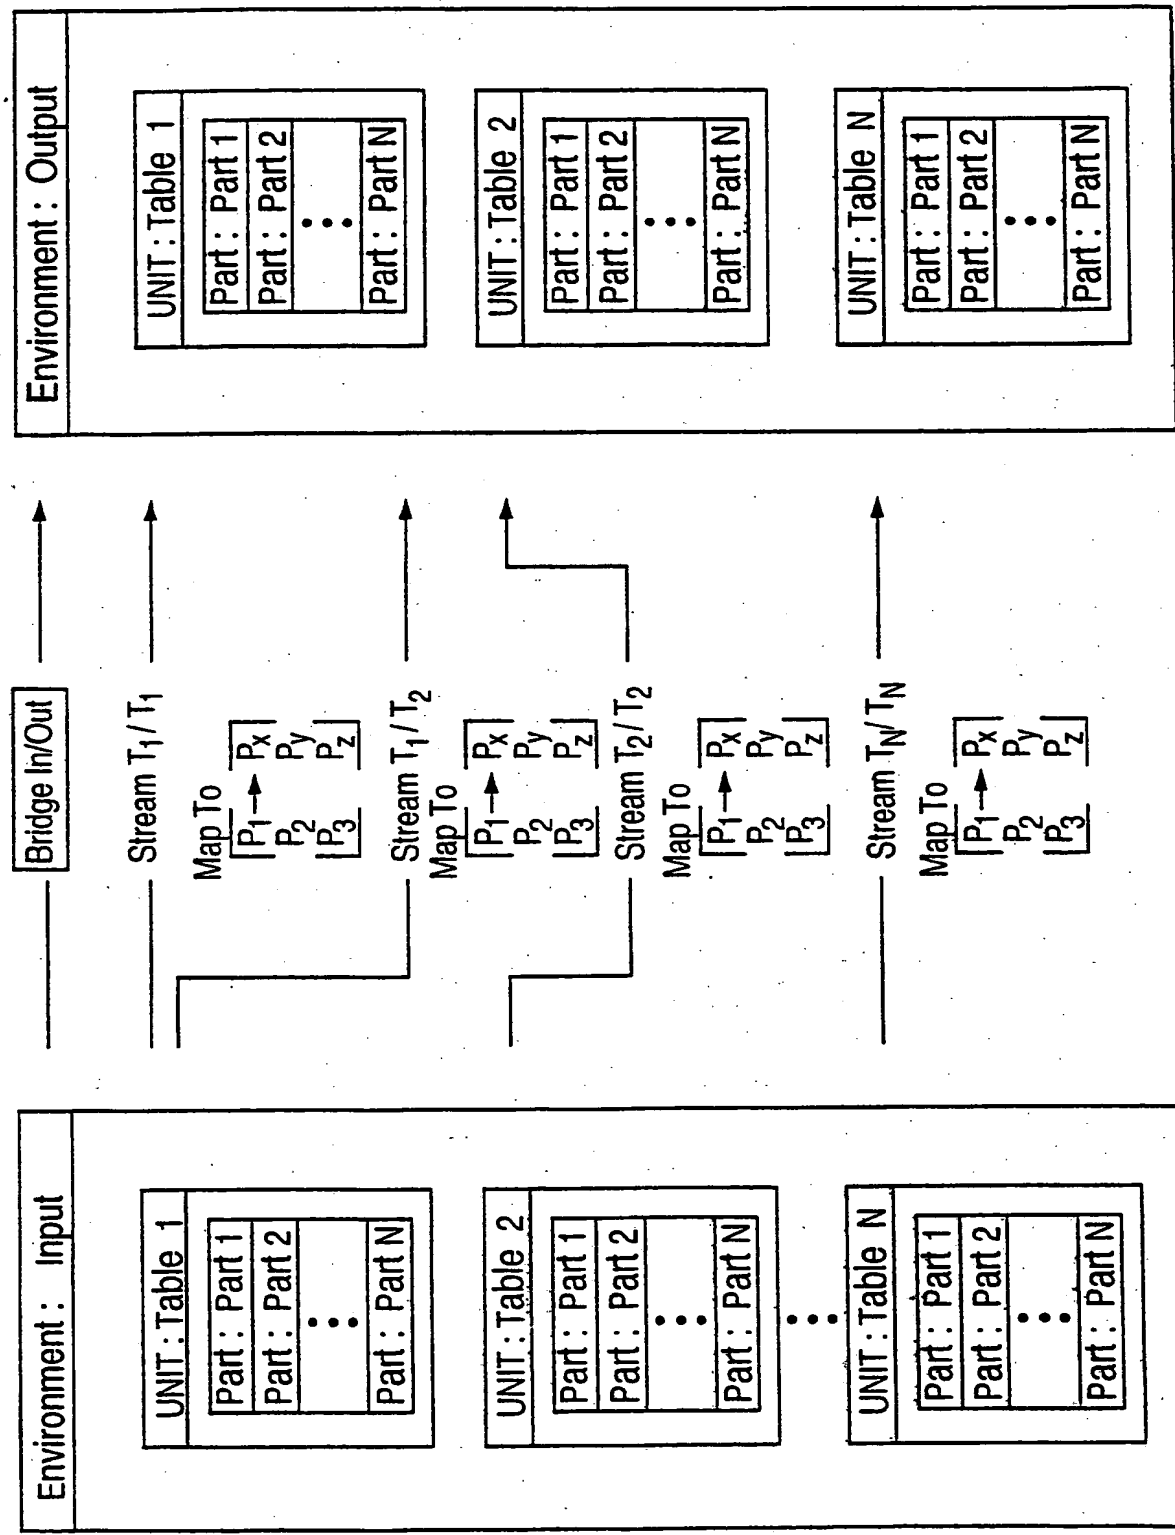 Environment : Input
UNIT : Table 1
Part : Part 1
Part : Part 2
Part : Part N
UNIT : Table 2
Part : Part 1
Part : Part 2
Part : Part N
UNIT : Table N
Part : Part 1
Part : Part 2
Part : Part N
Bridge In/Out
Stream T1/T1
Map To
P1 → Px
P2 Py
P3 Pz
Stream T1/T2
Map To
P1 → Px
P2 Py
P3 Pz
Stream T2/T2
Map To
P1 → Px
P2 Py
P3 Pz
Stream TN/TN
Map To
P1 → Px
P2 Py
P3 Pz
Environment : Output
UNIT : Table 1
Part : Part 1
Part : Part 2
Part : Part N
UNIT : Table 2
Part : Part 1
Part : Part 2
Part : Part N
UNIT : Table N
Part : Part 1
Part : Part 2
Part : Part N